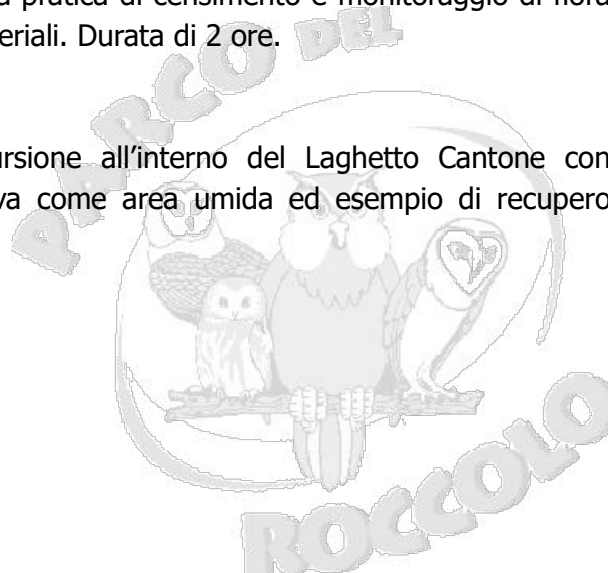 pratica di censimento e monitoraggio di flora
eriali. Durata di 2 ore.
PARCO DEL
ursione all’interno del Laghetto Cantone con
va come area umida ed esempio di recupero
ROCCOLO